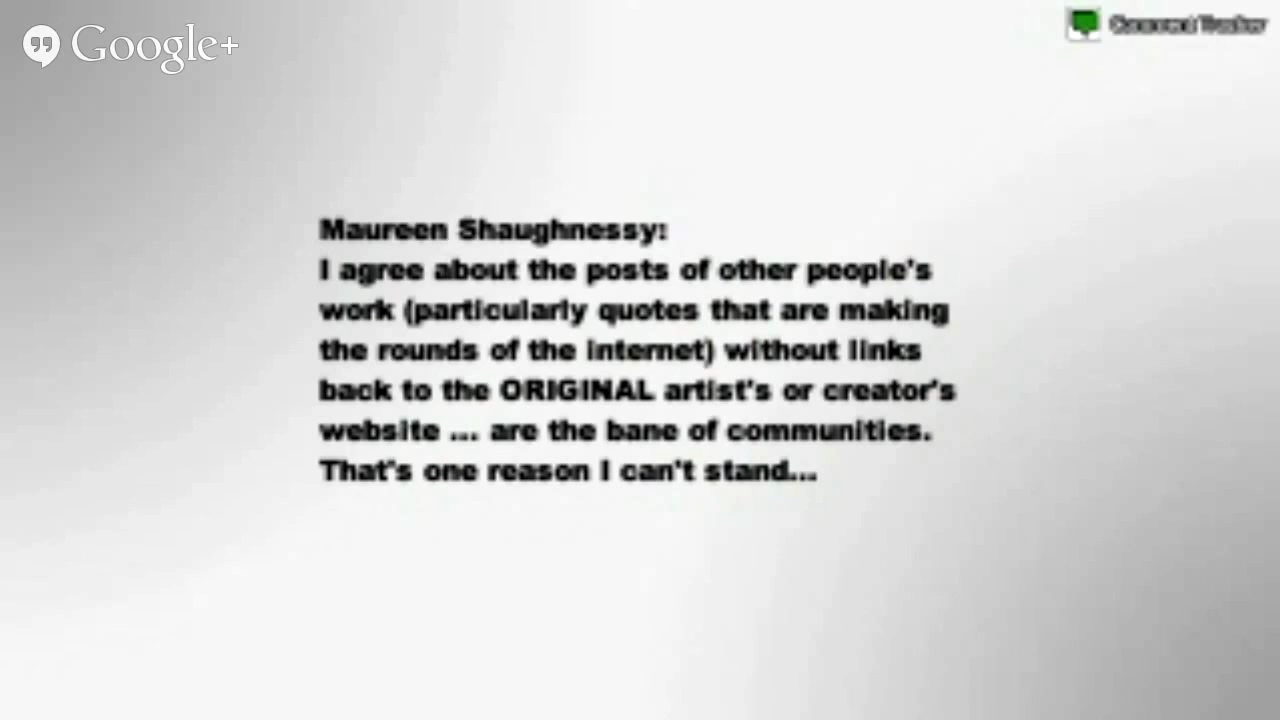 Google+
Comment Tracker
Maureen Shaughnessy:
I agree about the posts of other people's
work (particularly quotes that are making
the rounds of the internet) without links
back to the ORIGINAL artist's or creator's
website ... are the bane of communities.
That's one reason I can't stand...